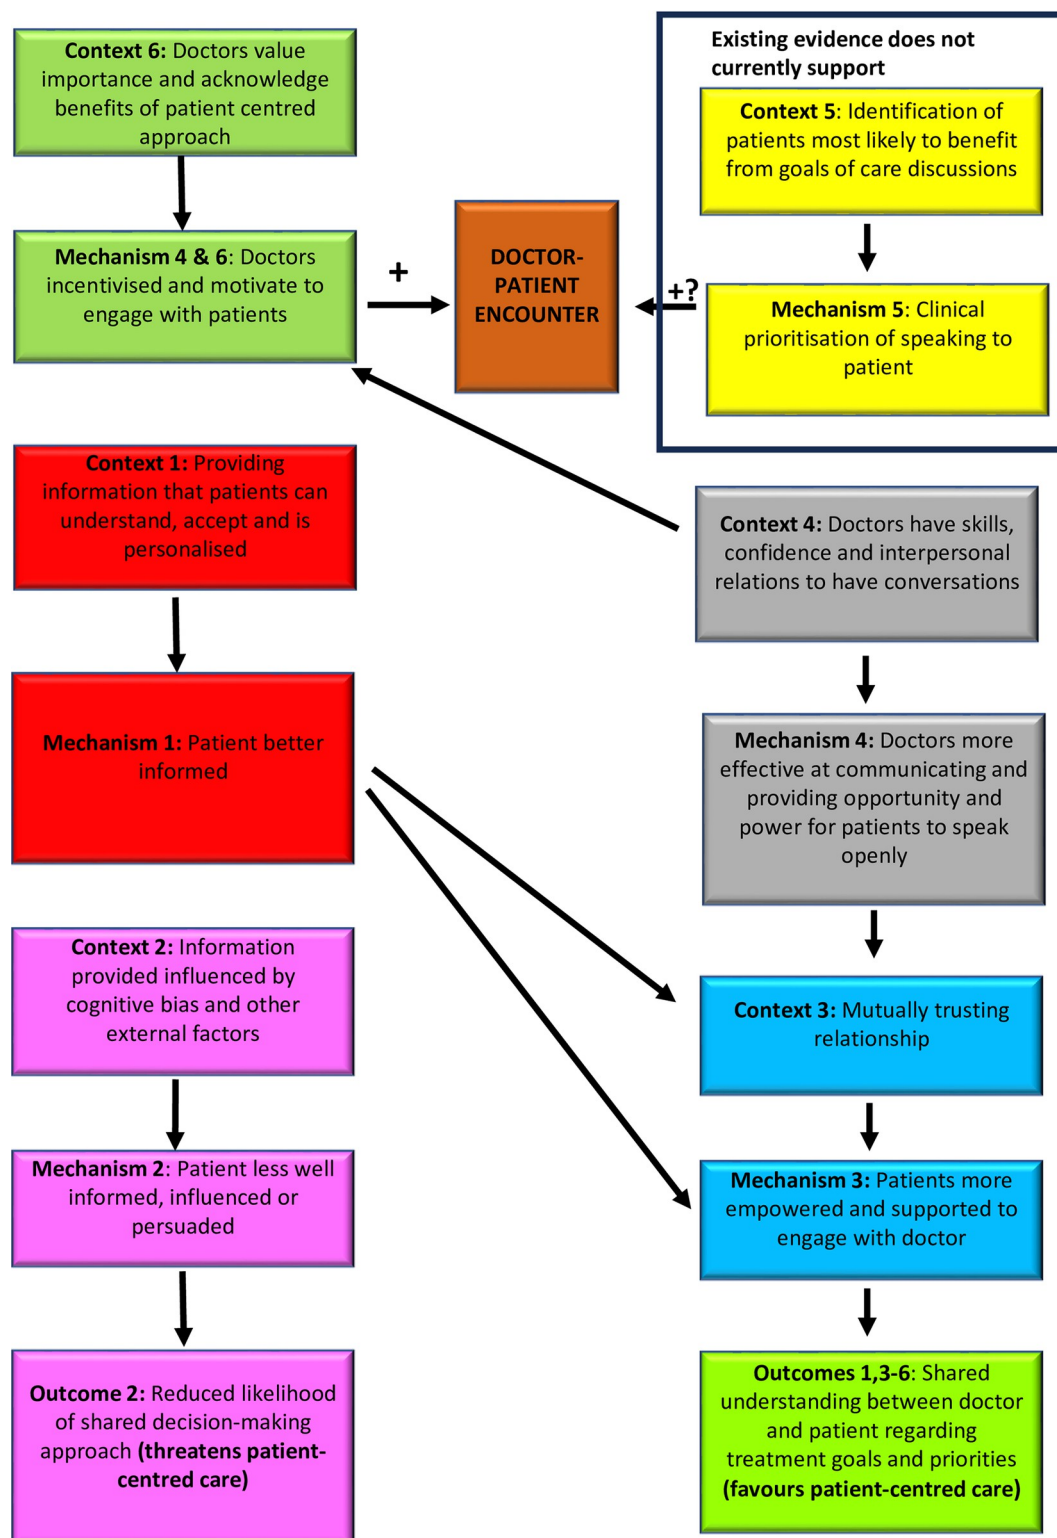 Context 6: Doctors value
importance and acknowledge
benefits of patient centred
approach
Mechanism 4 & 6: Doctors
incentivised and motivate to
engage with patients
+
DOCTOR-
PATIENT
ENCOUNTER
Existing evidence does not
currently support
Context 5: Identification of
patients most likely to benefit
from goals of care discussions
+?
Mechanism 5: Clinical
prioritisation of speaking to
patient
Context 1: Providing
information that patients can
understand, accept and is
personalised
Mechanism 1: Patient better
informed
Context 4: Doctors have skills,
confidence and interpersonal
relations to have conversations
Mechanism 4: Doctors more
effective at communicating and
providing opportunity and
power for patients to speak
openly
Context 2: Information
provided influenced by
cognitive bias and other
external factors
Mechanism 2: Patient less well
informed, influenced or
persuaded
Outcome 2: Reduced likelihood
of shared decision-making
approach (threatens patient-
centred care)
Context 3: Mutually trusting
relationship
Mechanism 3: Patients more
empowered and supported to
engage with doctor
Outcomes 1,3-6: Shared
understanding between doctor
and patient regarding
treatment goals and priorities
(favours patient-centred care)